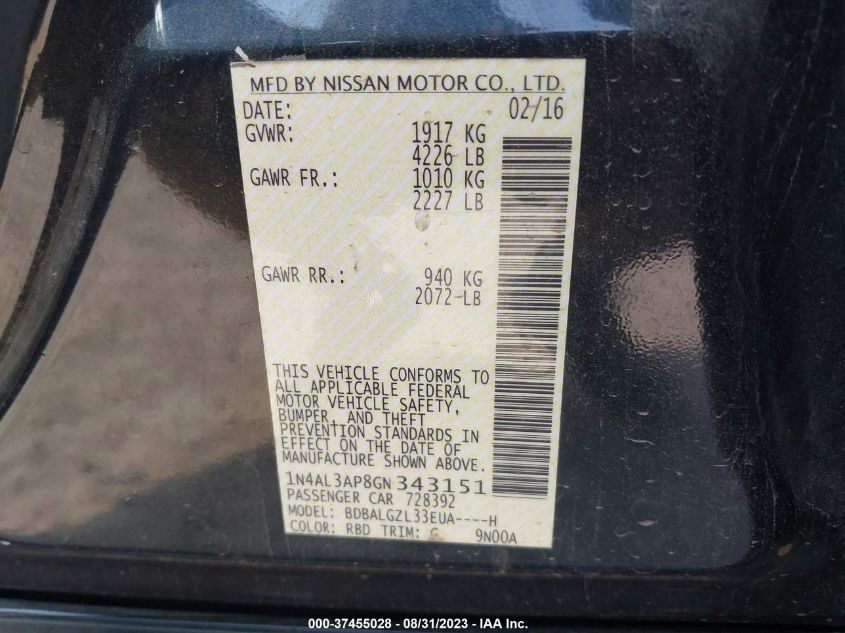 MFD BY NISSAN MOTOR CO., LTD.
DATE: 02/16
GVWR: 1917 KG
4226 LB
GAWR FR.: 1010 KG
2227 LB
GAWR RR.: 940 KG
2072 LB
THIS VEHICLE CONFORMS TO
ALL APPLICABLE FEDERAL
MOTOR VEHICLE SAFETY,
BUMPER, AND THEFT
PREVENTION STANDARDS IN
EFFECT ON THE DATE OF
MANUFACTURE SHOWN ABOVE.
1N4AL3AP8GN343151
PASSENGER CAR 728392
MODEL: BDBALGZL33EUA----H
COLOR: RBD TRIM: G 9N00A
000-37455028 - 08/31/2023 - IAA Inc.